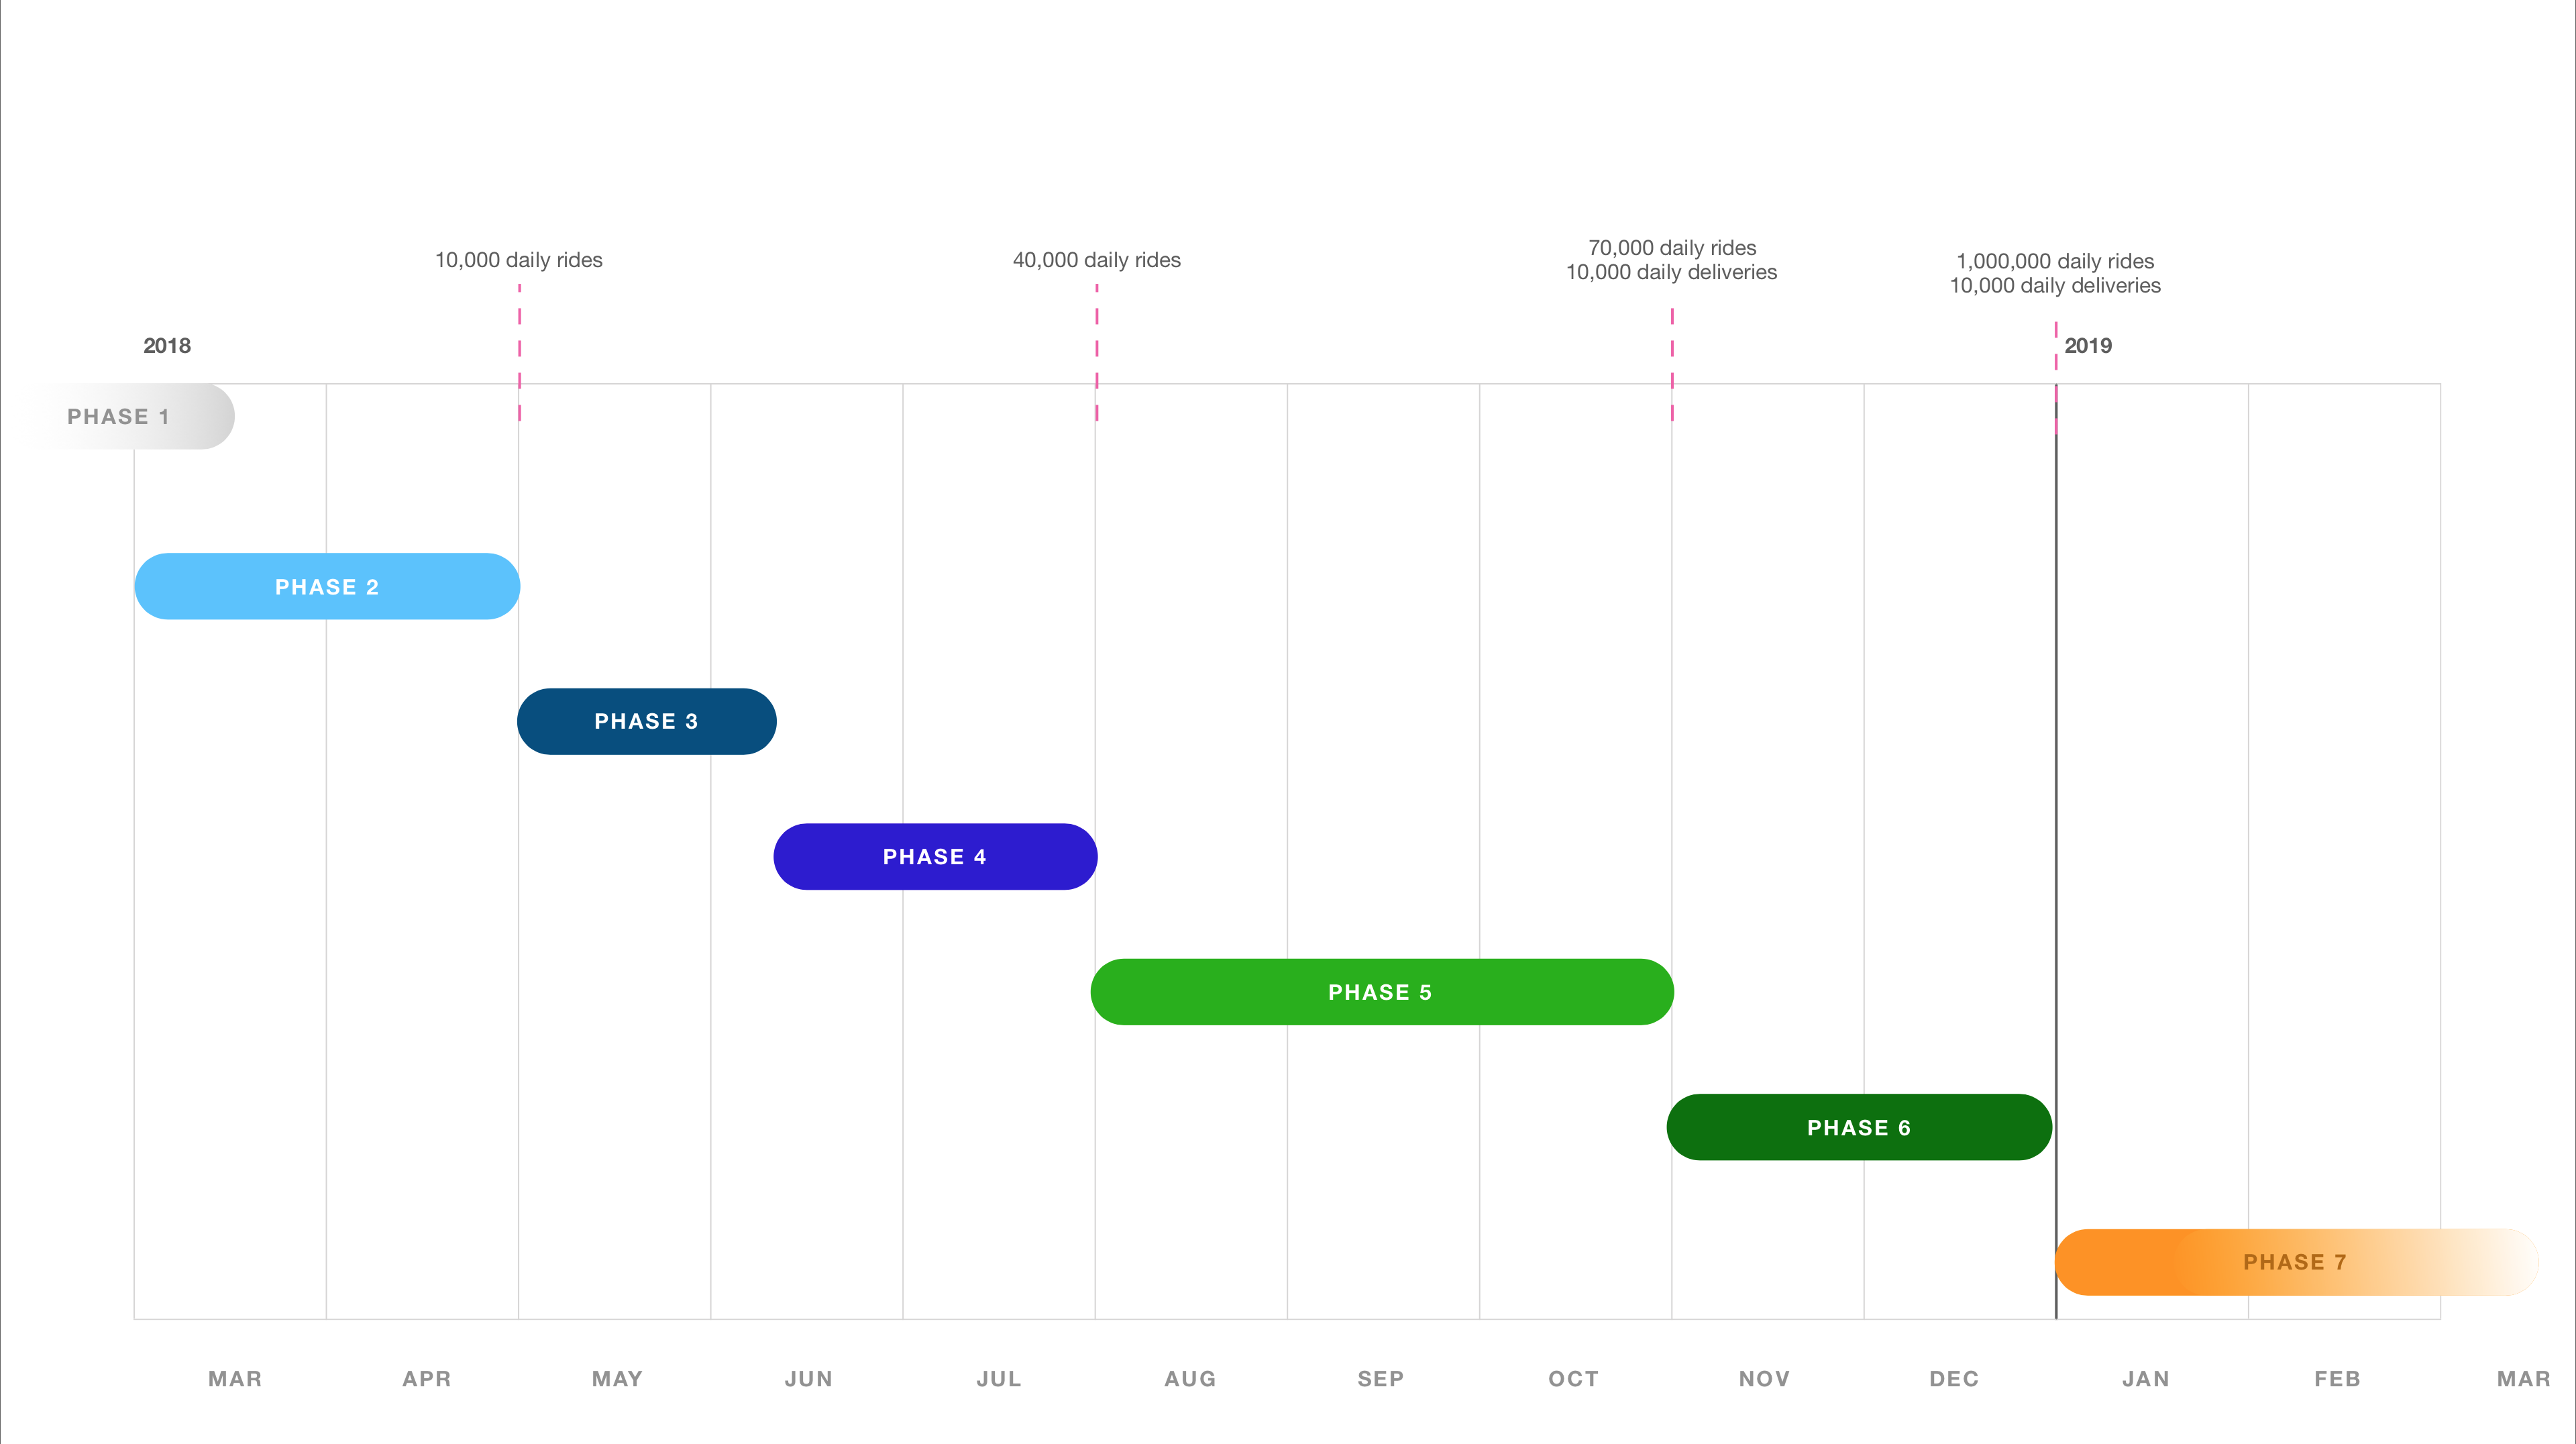 10,000 daily rides
40,000 daily rides
70,000 daily rides
10,000 daily deliveries
1,000,000 daily rides
10,000 daily deliveries
2018
2019
PHASE 1
PHASE 2
PHASE 3
PHASE 4
PHASE 5
PHASE 6
PHASE 7
MAR APR MAY JUN JUL AUG SEP OCT NOV DEC JAN FEB MAR